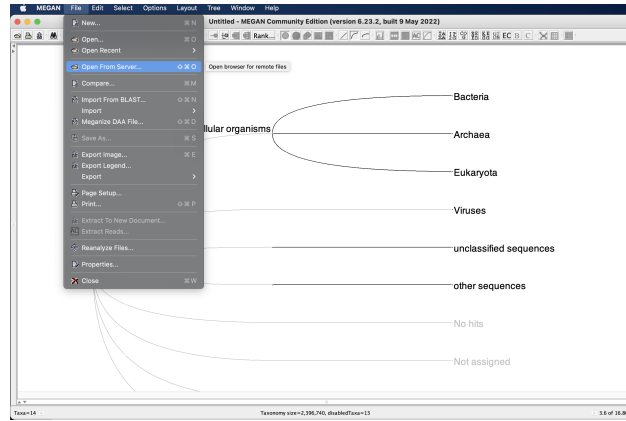 MEGAN File Edit Select Options Layout Tree Window Help
Untitled - MEGAN Community Edition (version 6.23.2, built 9 May 2022)
New... ⌘ N
Open... ⌘ O
Open Recent >
Open From Server... ⇧ ⌘ O
Open browser for remote files
Compare... ⌘ M
Import From BLAST... ⇧ ⌘ N
Import >
Meganize DAA File... ⇧ ⌘ D
Save As... ⌘ S
Export Image... ⌘ E
Export Legend...
Export >
Page Setup...
Print... ⇧ ⌘ P
Extract To New Document...
Extract Reads...
Reanalyze Files...
Properties...
Close ⌘ W
Rank...
EC B C
llular organisms
Bacteria
Archaea
Eukaryota
Viruses
unclassified sequences
other sequences
No hits
Not assigned
Taxa=14
Taxonomy size=2,396,740, disabledTaxa=13